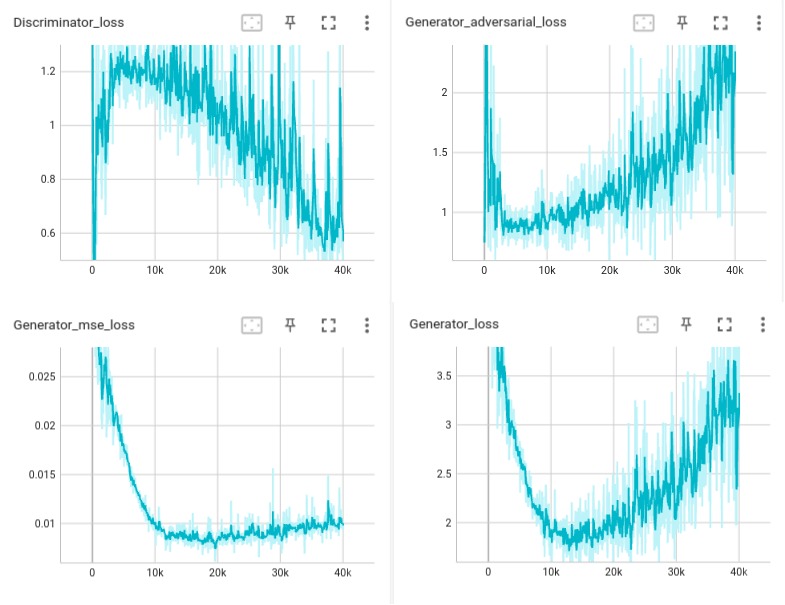 Discriminator_loss
1.2
1
0.8
0.6
0 10k 20k 30k 40k
Generator_adversarial_loss
2
1.5
1
0 10k 20k 30k 40k
Generator_mse_loss
0.025
0.02
0.015
0.01
0 10k 20k 30k 40k
Generator_loss
3.5
3
2.5
2
0 10k 20k 30k 40k